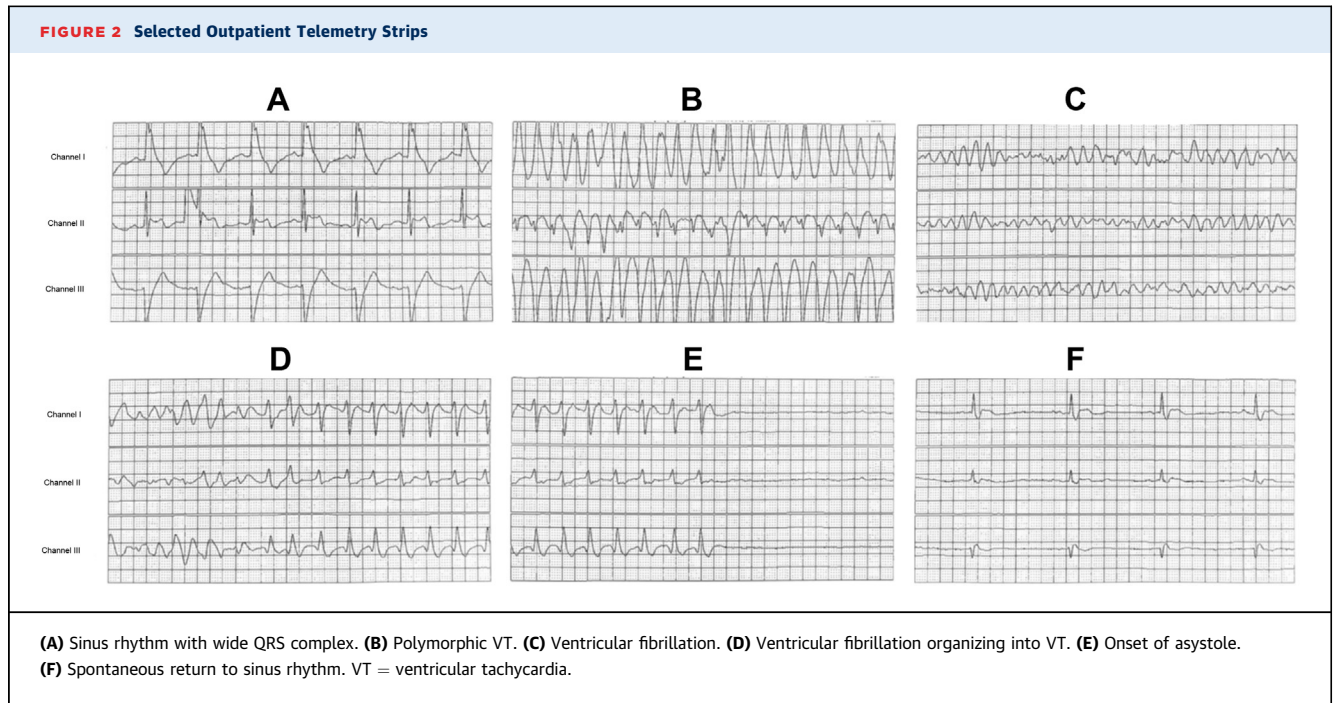 FIGURE 2 Selected Outpatient Telemetry Strips
A
B
C
Channel I
Channel II
Channel III
D
E
F
Channel I
Channel II
Channel III
(A) Sinus rhythm with wide QRS complex. (B) Polymorphic VT. (C) Ventricular fibrillation. (D) Ventricular fibrillation organizing into VT. (E) Onset of asystole.
(F) Spontaneous return to sinus rhythm. VT = ventricular tachycardia.